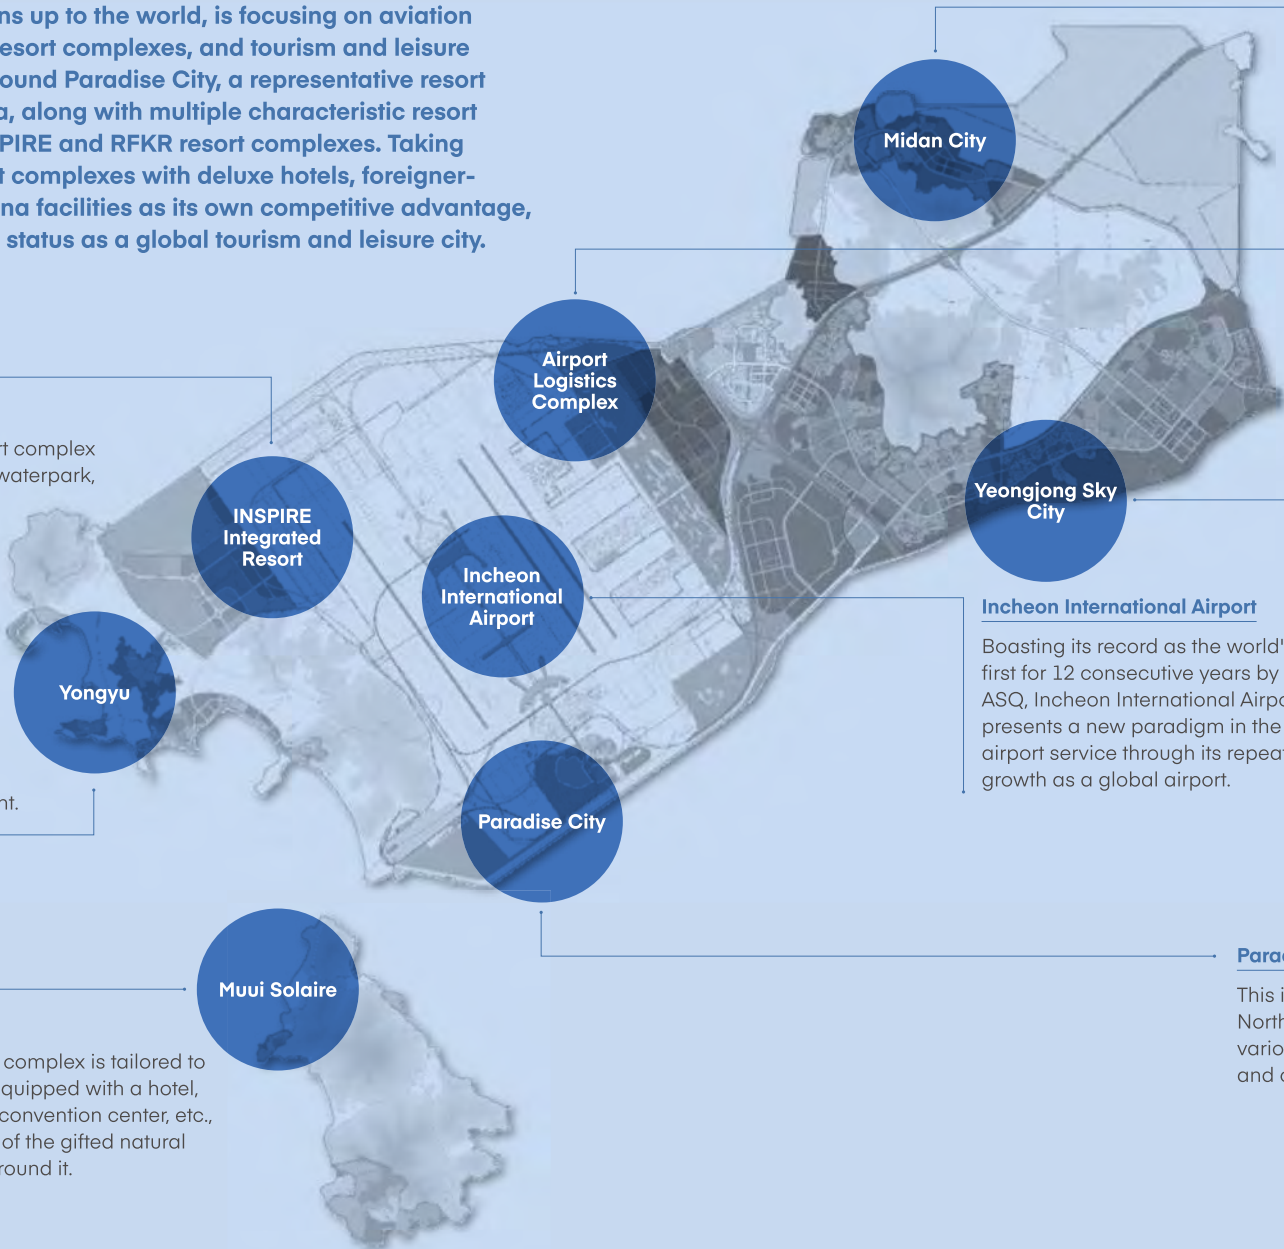 ns up to the world, is focusing on aviation
esort complexes, and tourism and leisure
ound Paradise City, a representative resort
a, along with multiple characteristic resort
PIRE and RFKR resort complexes. Taking
t complexes with deluxe hotels, foreigner-
na facilities as its own competitive advantage,
status as a global tourism and leisure city.
Midan City
Airport
Logistics
Complex
rt complex
waterpark,
INSPIRE
Integrated
Resort
Yeongjong Sky
City
Incheon
International
Airport
Incheon International Airport
Boasting its record as the world'
first for 12 consecutive years by
ASQ, Incheon International Airpo
presents a new paradigm in the
airport service through its repea
growth as a global airport.
Yongyu
nt.
Paradise City
Muui Solaire
complex is tailored to
quipped with a hotel,
convention center, etc.,
of the gifted natural
round it.
Para
This i
North
vario
and